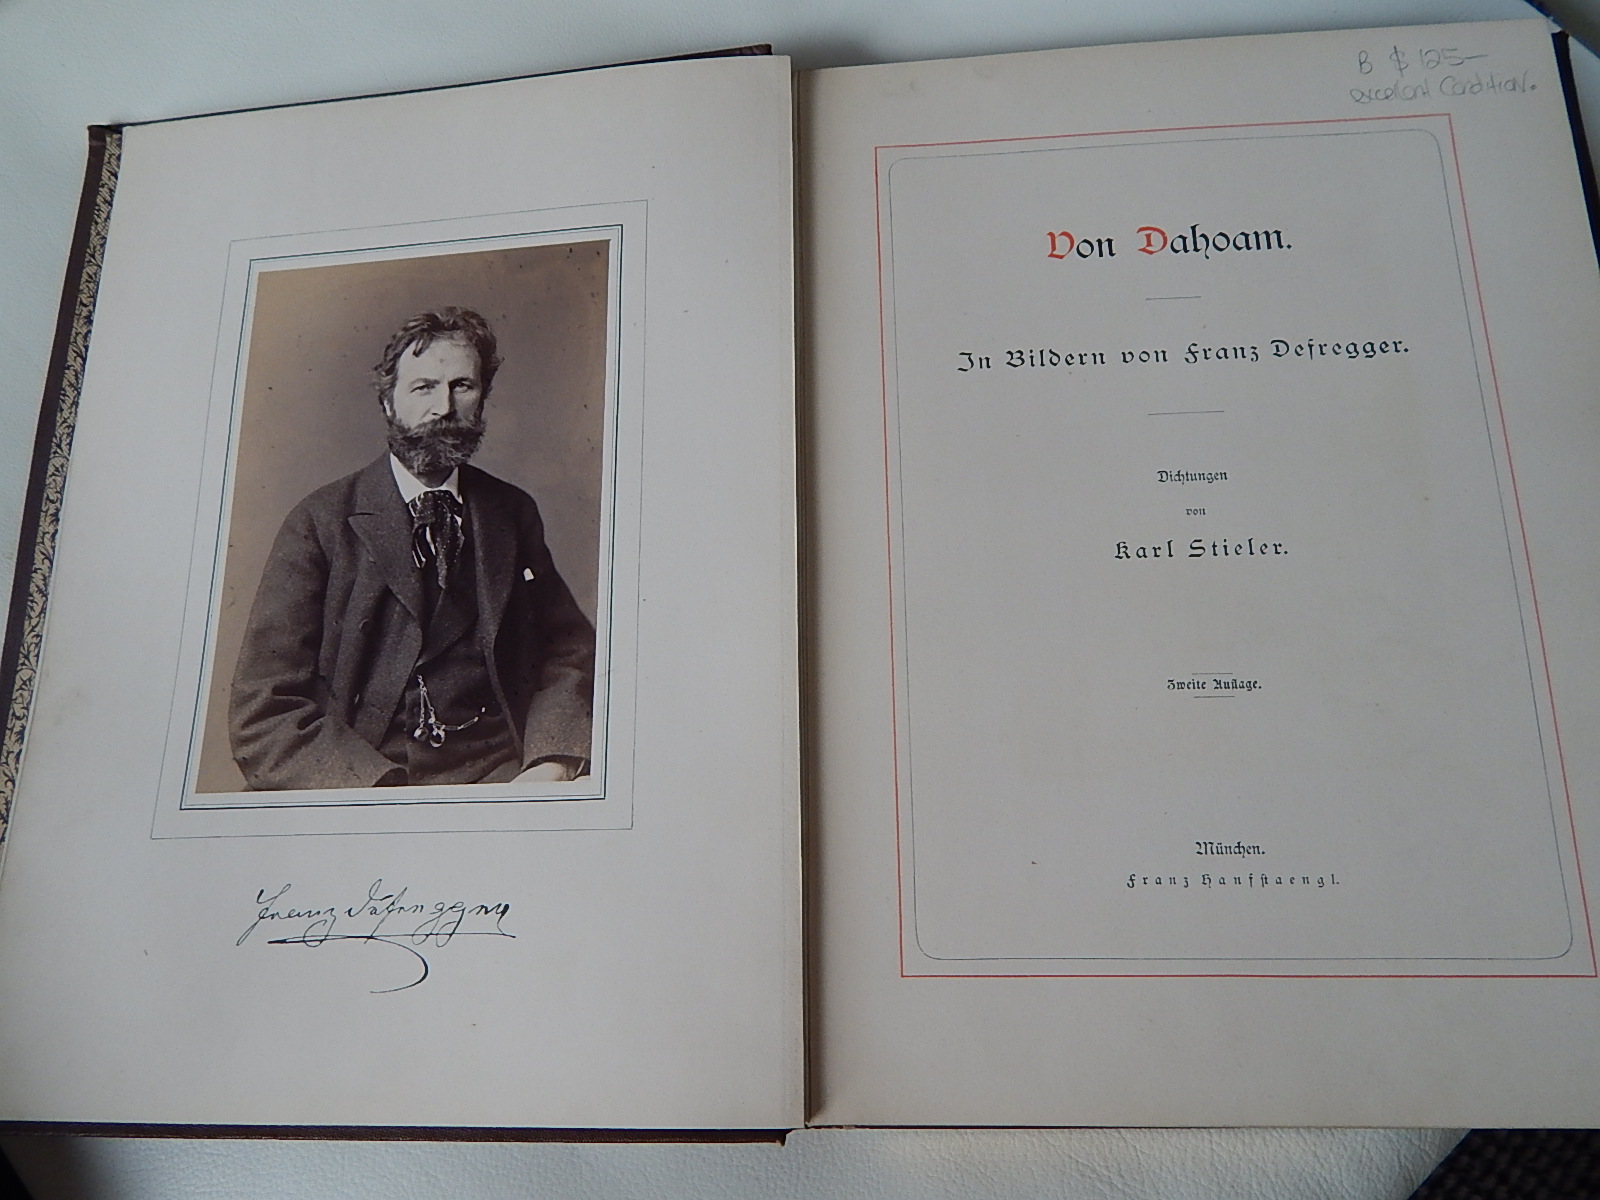 Franz Defregger
B $125—
excellent Condition.
Von Dahoam.
In Bildern von Franz Defregger.
Dichtungen
von
Karl Stieler.
Zweite Auflage.
München.
Franz Hanfstaengl.